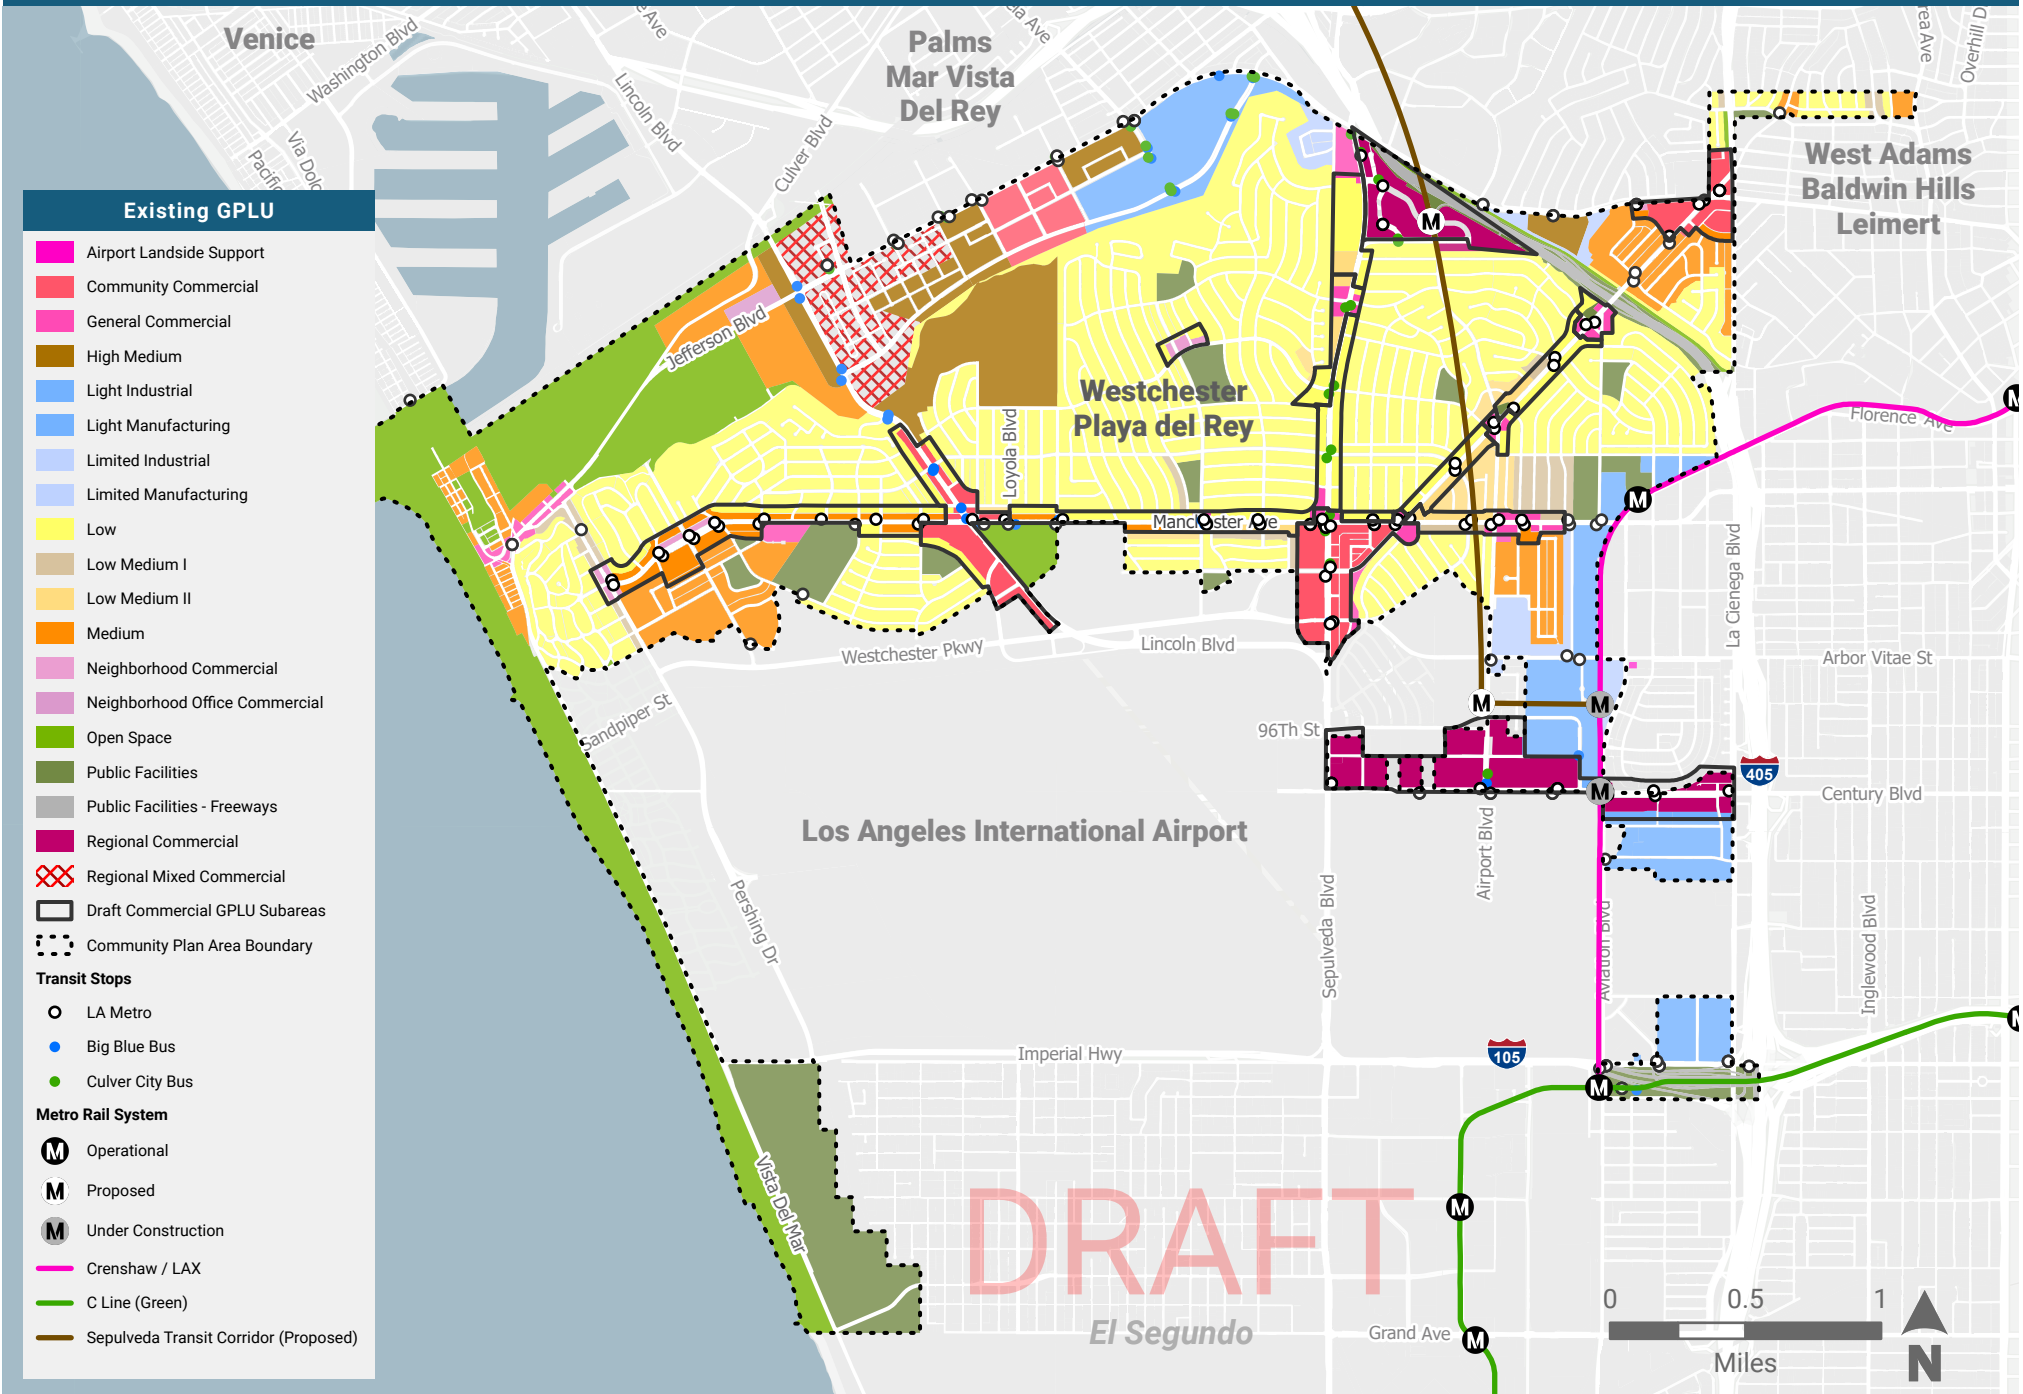 Venice
Washington Blvd
Lincoln Blvd
Culver Blvd
Palms
Mar Vista
Del Rey
Overhill D
West Adams
Baldwin Hills
Leimert
Via Dolo
Pacific
Existing GPLU
Airport Landside Support
Community Commercial
General Commercial
High Medium
Light Industrial
Light Manufacturing
Limited Industrial
Limited Manufacturing
Low
Low Medium I
Low Medium II
Medium
Neighborhood Commercial
Neighborhood Office Commercial
Open Space
Public Facilities
Public Facilities - Freeways
Regional Commercial
Regional Mixed Commercial
Draft Commercial GPLU Subareas
Community Plan Area Boundary
Transit Stops
LA Metro
Big Blue Bus
Culver City Bus
Metro Rail System
M Operational
M Proposed
M Under Construction
Crenshaw / LAX
C Line (Green)
Sepulveda Transit Corridor (Proposed)
Jefferson Blvd
Westchester
Playa del Rey
Loyola Blvd
Florence Ave
Manchester Ave
La Cienega Blvd
Westchester Pkwy
Lincoln Blvd
Arbor Vitae St
Sandpiper St
96Th St
405
Century Blvd
Los Angeles International Airport
Airport Blvd
Sepulveda Blvd
Aviation Blvd
Inglewood Blvd
Pershing Dr
Imperial Hwy
105
Vista Del Mar
DRAFT
El Segundo
Grand Ave
0 0.5 1
Miles
N
M
M
M
M
M
M
M
M
M
M